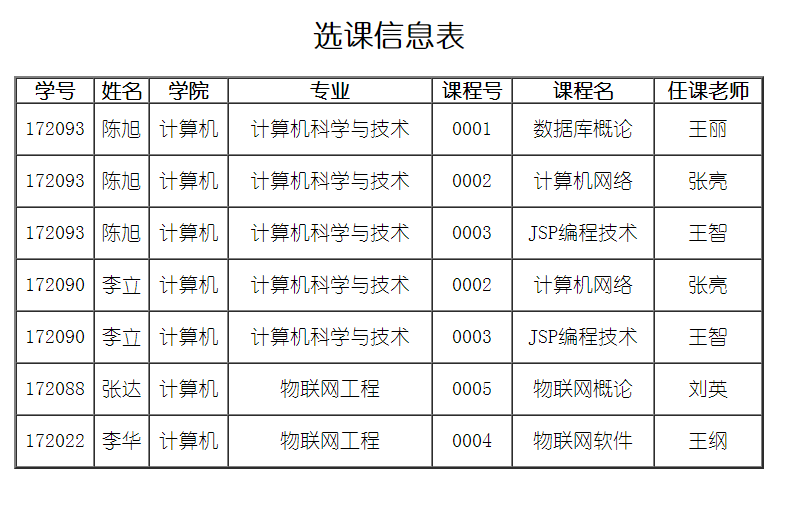 选课信息表
学号 姓名 学院 专业 课程号 课程名 任课老师
172093 陈旭 计算机 计算机科学与技术 0001 数据库概论 王丽
172093 陈旭 计算机 计算机科学与技术 0002 计算机网络 张亮
172093 陈旭 计算机 计算机科学与技术 0003 JSP编程技术 王智
172090 李立 计算机 计算机科学与技术 0002 计算机网络 张亮
172090 李立 计算机 计算机科学与技术 0003 JSP编程技术 王智
172088 张达 计算机 物联网工程 0005 物联网概论 刘英
172022 李华 计算机 物联网工程 0004 物联网软件 王纲